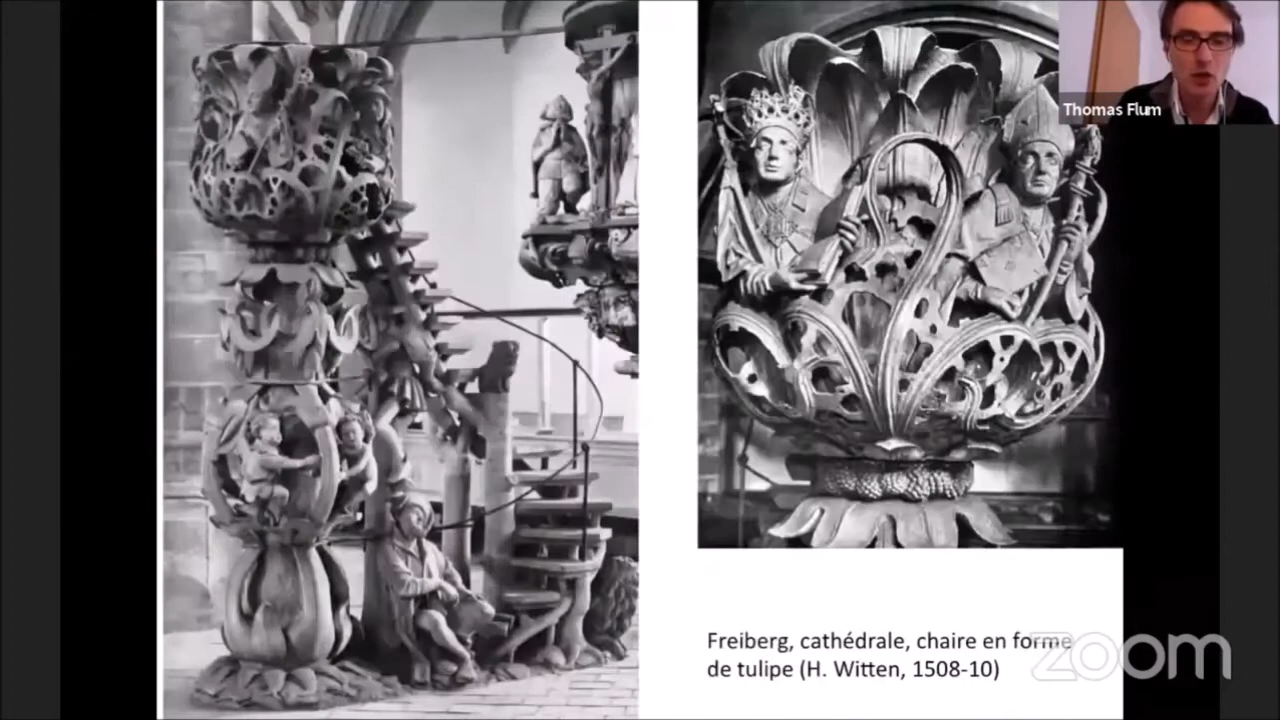 Thomas Flum
Freiberg, cathédrale, chaire en forme
de tulipe (H. Witten, 1508-10)
zoom